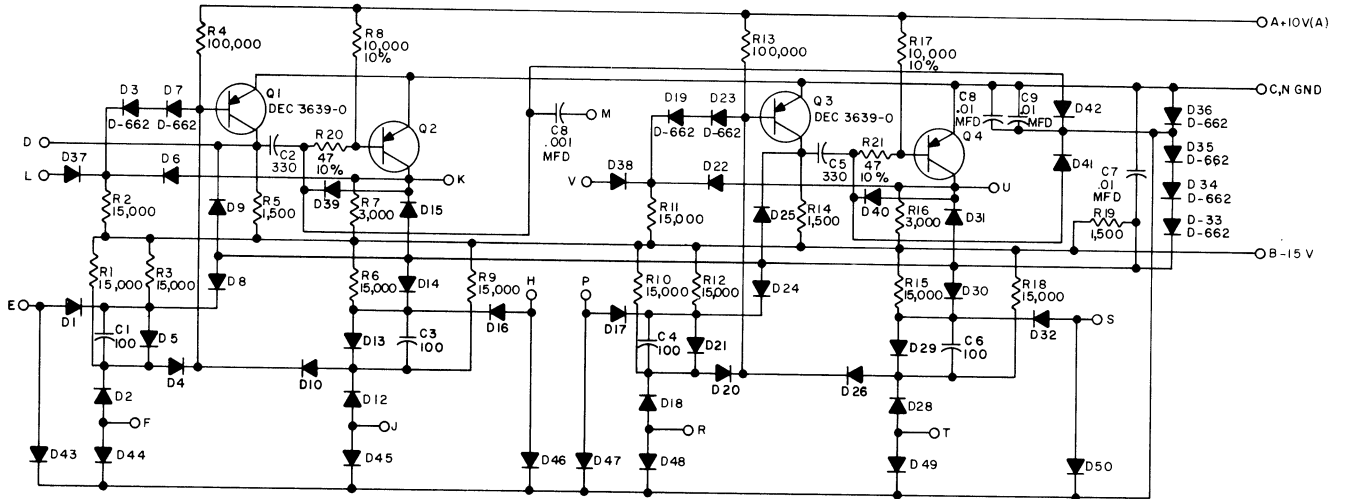 A+10V(A)
R4
100,000
R8
10,000
10%
R13
100,000
R17
10,000
10%
D3
D-662
D7
D-662
Q1
DEC 3639-0
Q2
C8
.001
MFD
M
D19
D-662
D23
D-662
Q3
DEC 3639-0
Q4
C8
.01
MFD
C9
.01
MFD
D42
C,N GND
D36
D-662
D35
D-662
D34
D-662
D-33
D-662
D
L
D37
D6
C2
330
R20
47
10%
K
V
D38
D22
C5
330
R21
47
10%
U
D41
C7
.01
MFD
R2
15,000
D9
R5
1,500
D39
R7
3,000
D15
R11
15,000
D25
R14
1,500
D40
R16
3,000
D31
R19
1,500
B-15 V
R1
15,000
R3
15,000
D8
R6
15,000
D14
R9
15,000
H
P
R10
15,000
R12
15,000
D24
R15
15,000
D30
R18
15,000
E
D1
C1
100
D5
D13
C3
100
D16
D17
C4
100
D21
D29
C6
100
D32
S
D4
D10
D20
D26
D2
F
D12
J
D18
R
D28
T
D43
D44
D45
D46
D47
D48
D49
D50